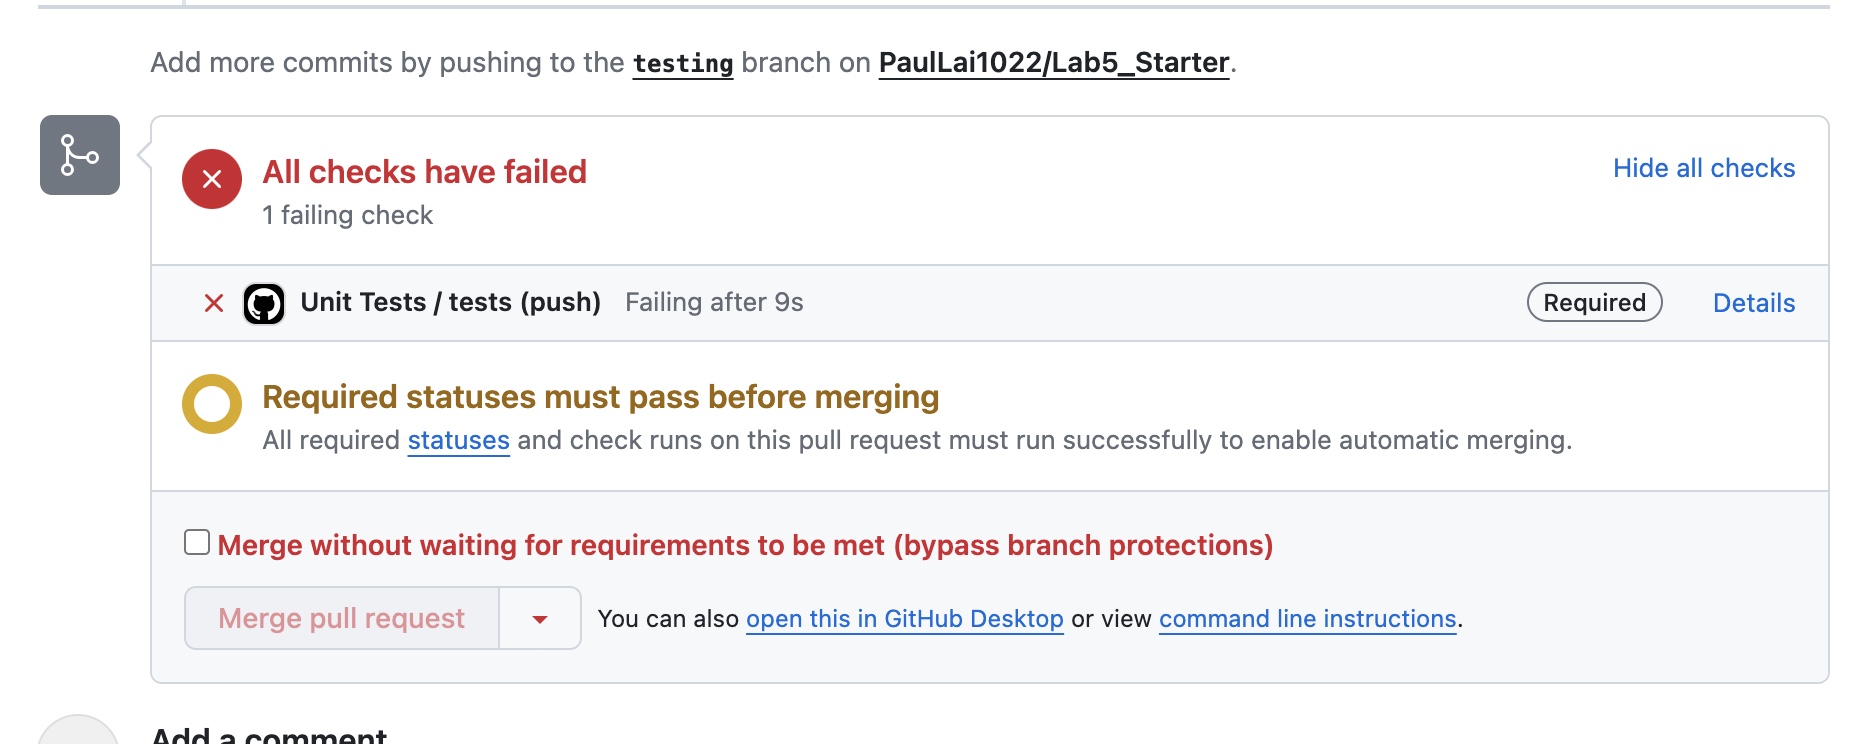 Add more commits by pushing to the testing branch on PaulLai1022/Lab5_Starter.
All checks have failed
Hide all checks
1 failing check
Unit Tests / tests (push) Failing after 9s Required Details
Required statuses must pass before merging
All required statuses and check runs on this pull request must run successfully to enable automatic merging.
Merge without waiting for requirements to be met (bypass branch protections)
Merge pull request You can also open this in GitHub Desktop or view command line instructions.
Add a comment